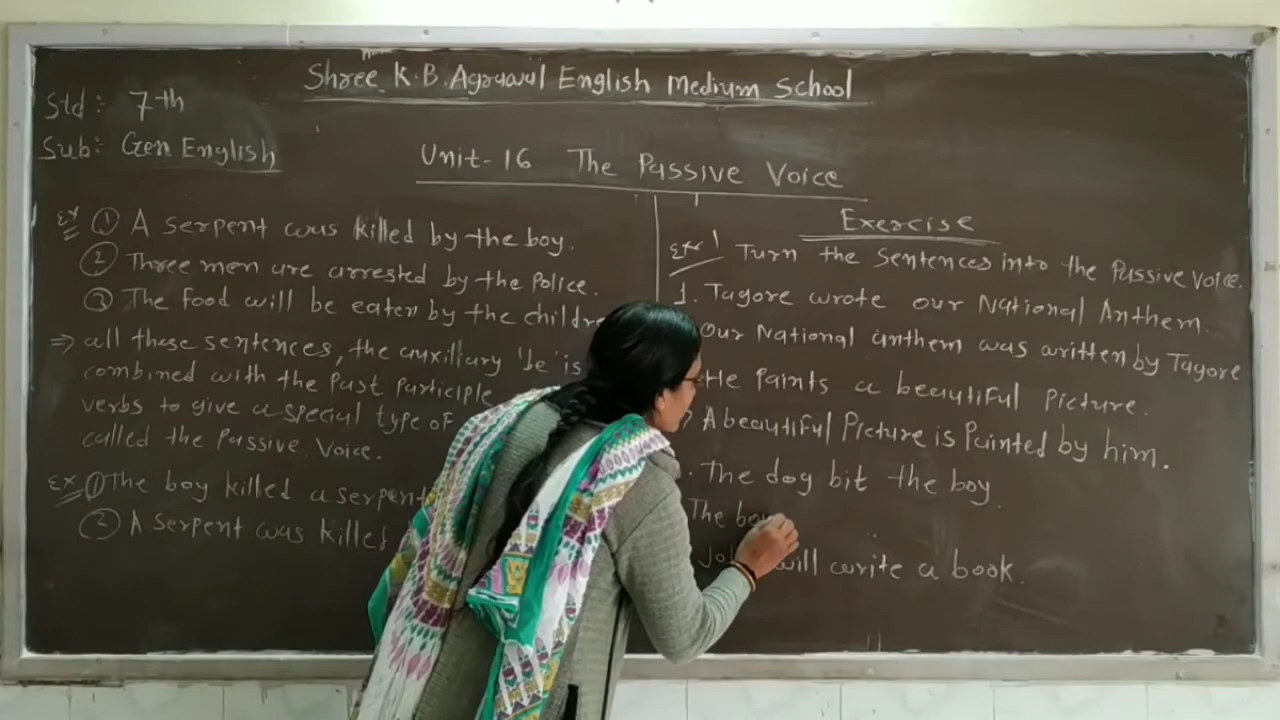 Shree K.B. Agrawal English Medium School
Std: 7th
Sub: Gen English
Unit-16 The Passive Voice
Ex ① A serpent was killed by the boy.
② Three men are arrested by the Police.
③ The food will be eaten by the childre
⇒ all these sentences, the auxiliary 'be' is
combined with the Past Participle
verbs to give a special type of
called the Passive Voice.
Ex ① The boy killed a serpent
② A serpent was killed
Exercise
Ex 1 Turn the Sentences into the Passive Voice.
1. Tagore wrote our National Anthem.
Our National anthem was written by Tagore
He Paints a beautiful Picture.
A beautiful Picture is Painted by him.
. The dog bit the boy.
The boy
will write a book.